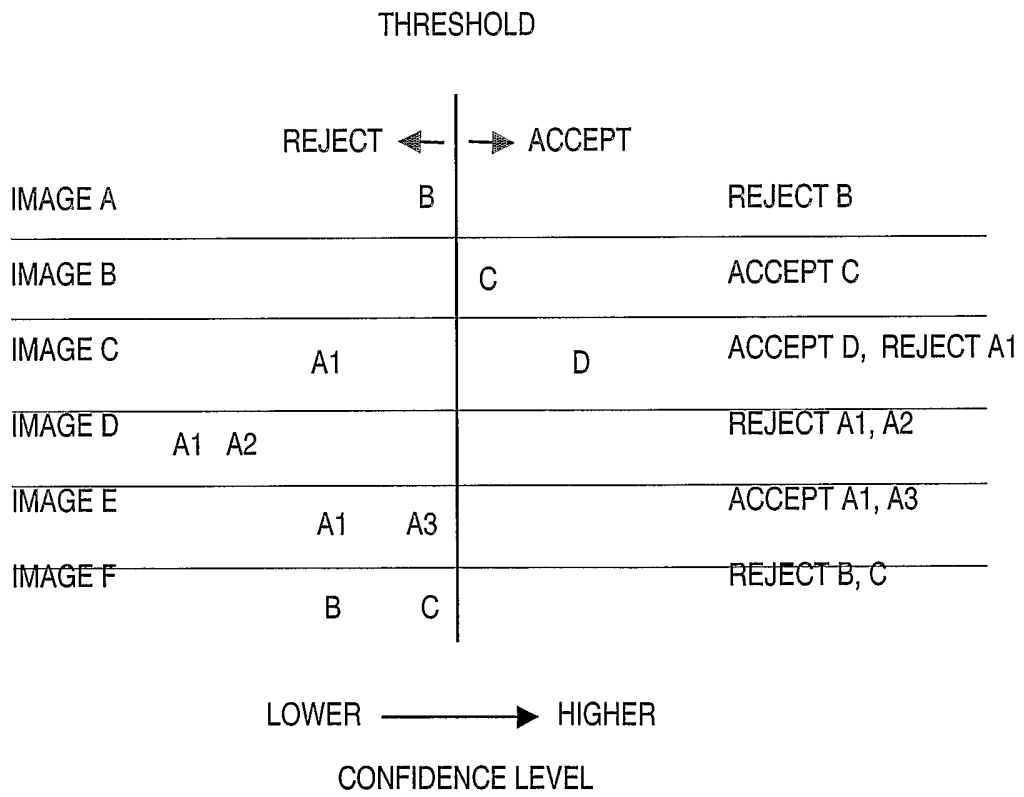 THRESHOLD
REJECT ACCEPT
IMAGE A B REJECT B
IMAGE B C ACCEPT C
IMAGE C A1 D ACCEPT D, REJECT A1
IMAGE D A1 A2 REJECT A1, A2
IMAGE E A1 A3 ACCEPT A1, A3
IMAGE F B C REJECT B, C
LOWER HIGHER
CONFIDENCE LEVEL